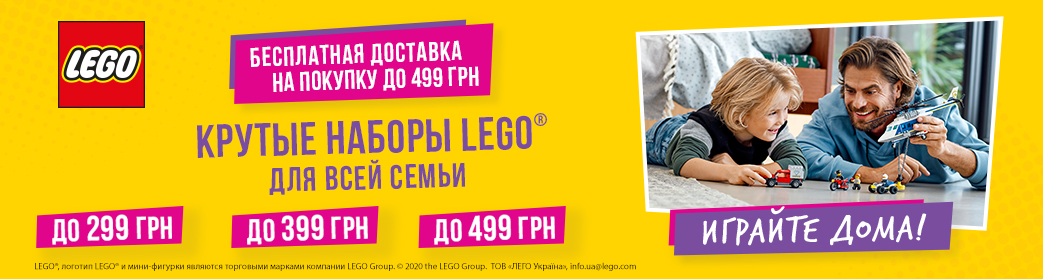 LEGO
БЕСПЛАТНАЯ ДОСТАВКА
НА ПОКУПКУ ДО 499 ГРН
КРУТЫЕ НАБОРЫ LEGO®
ДЛЯ ВСЕЙ СЕМЬИ
ДО 299 ГРН
ДО 399 ГРН
ДО 499 ГРН
ИГРАЙТЕ ДОМА!
LEGO®, логотип LEGO® и мини-фигурки являются торговыми марками компании LEGO Group. © 2020 the LEGO Group. ТОВ «ЛЕГО Україна», info.ua@lego.com